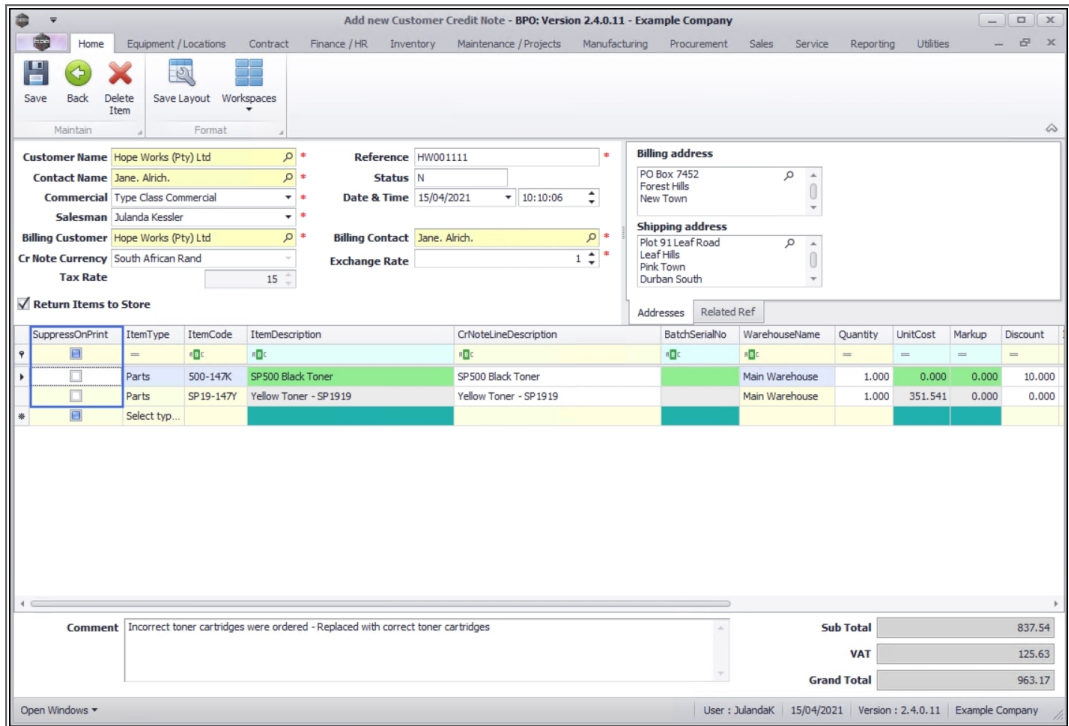 Add new Customer Credit Note - BPO: Version 2.4.0.11 - Example Company
Home Equipment / Locations Contract Finance / HR Inventory Maintenance / Projects Manufacturing Procurement Sales Service Reporting Utilities
Save Back Delete Item Save Layout Workspaces
Maintain Format
Customer Name Hope Works (Pty) Ltd * Reference HW001111 *
Contact Name Jane. Alrich. * Status N
Commercial Type Class Commercial * Date & Time 15/04/2021 10:10:06
Salesman Julanda Kessler *
Billing Customer Hope Works (Pty) Ltd * Billing Contact Jane. Alrich. *
Cr Note Currency South African Rand Exchange Rate 1 *
Tax Rate 15
Return Items to Store
Billing address
PO Box 7452
Forest Hills
New Town
Shipping address
Plot 91 Leaf Road
Leaf Hills
Pink Town
Durban South
Addresses Related Ref
SuppressOnPrint ItemType ItemCode ItemDescription CrNoteLineDescription BatchSerialNo WarehouseName Quantity UnitCost Markup Discount
Parts 500-147K SP500 Black Toner SP500 Black Toner Main Warehouse 1.000 0.000 0.000 10.000
Parts SP19-147Y Yellow Toner - SP1919 Yellow Toner - SP1919 Main Warehouse 1.000 351.541 0.000 0.000
Select typ...
Comment Incorrect toner cartridges were ordered - Replaced with correct toner cartridges
Sub Total 837.54
VAT 125.63
Grand Total 963.17
Open Windows User : JulandaK 15/04/2021 Version : 2.4.0.11 Example Company